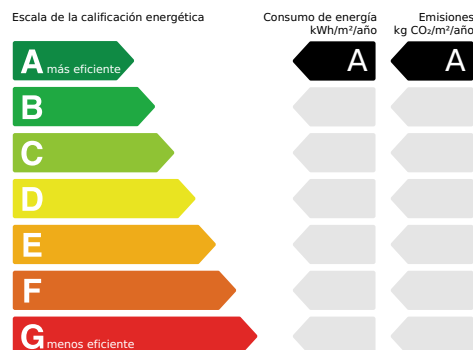 Escala de la calificación energética
Consumo de energía
kWh/m²/año
Emisiones
kg CO₂/m²/año
A más eficiente
A
A
B
C
D
E
F
G menos eficiente